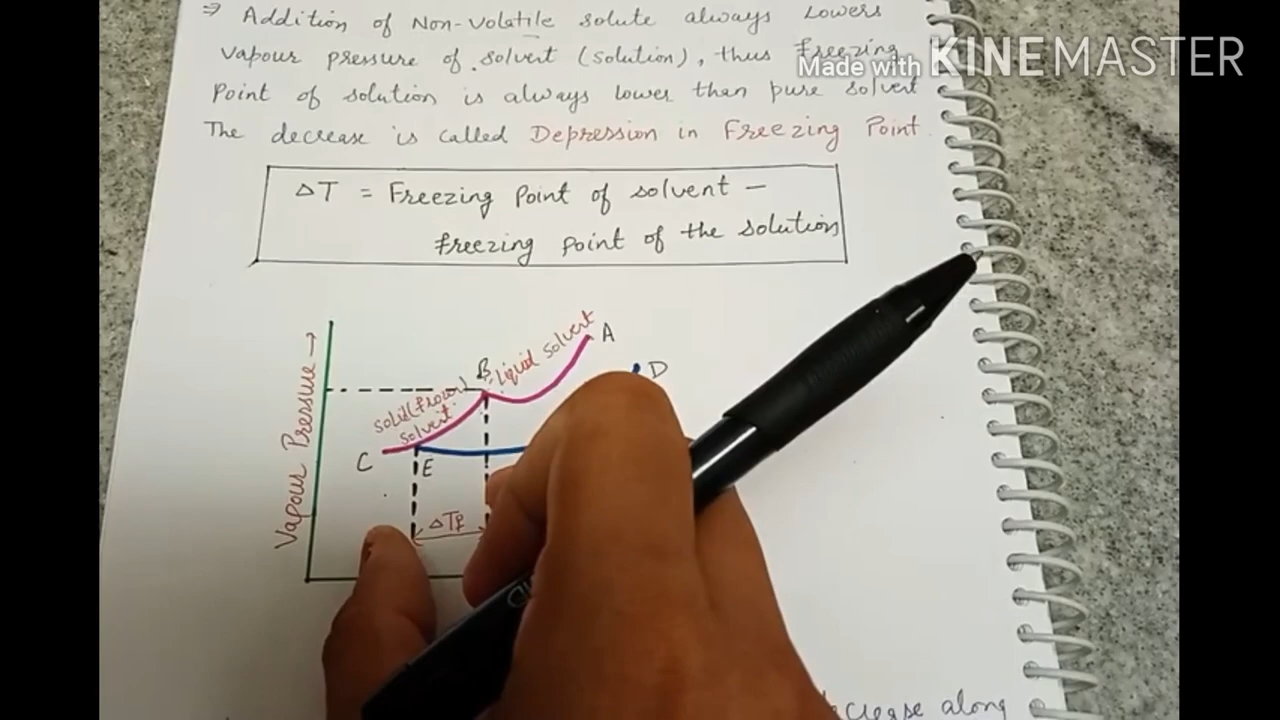 ⇒ Addition of Non-Volatile solute always Lowers
Vapour pressure of solvent (solution), thus freezing
Made with KINEMASTER
Point of solution is always lower than pure solvent
The decrease is called Depression in Freezing Point
ΔT = Freezing Point of solvent –
freezing point of the solution
A
Liquid solvent
B
D
solid (frozen)
solvent
C
E
Vapour Pressure →
ΔTf
along